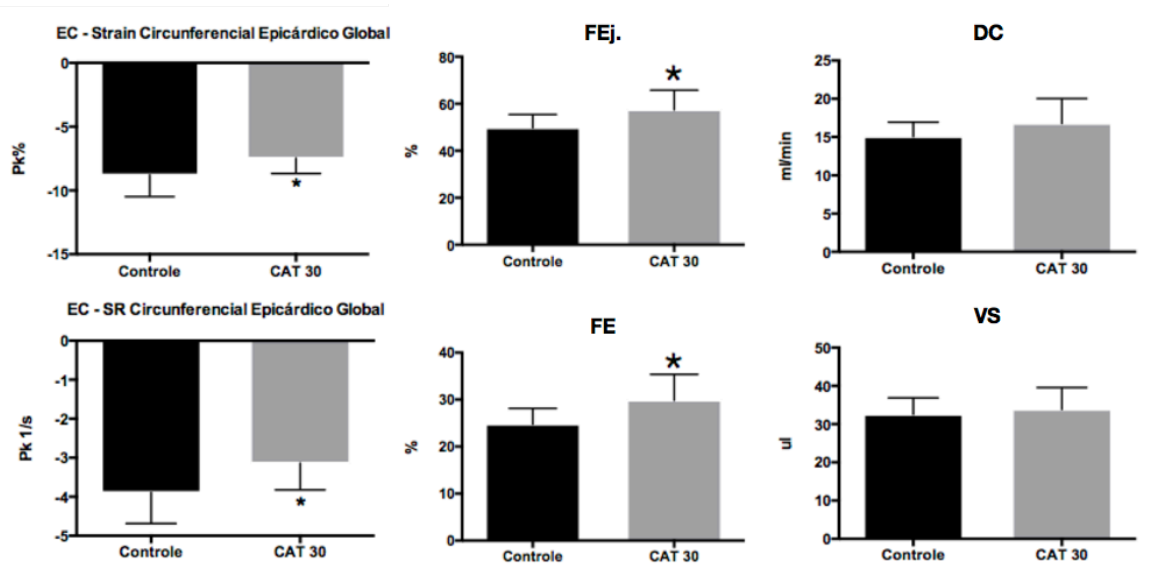 EC - Strain Circunferencial Epicárdico Global
0
-5
-10
-15
Pk%
*
Controle
CAT 30
FEj.
80
60
40
20
0
%
*
Controle
CAT 30
DC
25
20
15
10
5
0
ml/min
Controle
CAT 30
EC - SR Circunferencial Epicárdico Global
0
-1
-2
-3
-4
-5
Pk 1/s
*
Controle
CAT 30
FE
40
30
20
10
0
%
*
Controle
CAT 30
VS
50
40
30
20
10
0
ul
Controle
CAT 30